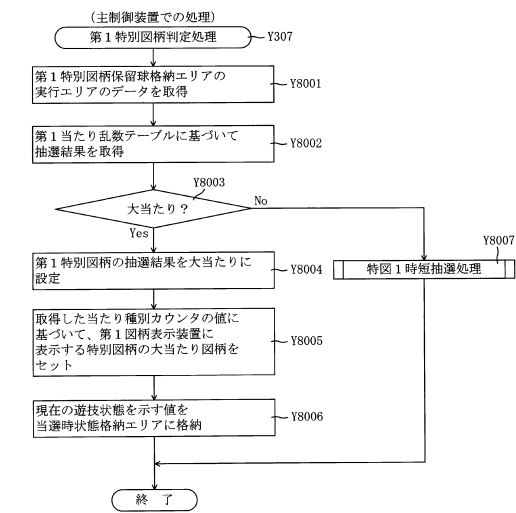 (主制御装置での処理)
第1特別図柄判定処理
Y307
第1特別図柄保留球格納エリアの
実行エリアのデータを取得
Y8001
第1当たり乱数テーブルに基づいて
抽選結果を取得
Y8002
Y8003
大当たり?
No
Yes
Y8007
第1特別図柄の抽選結果を大当たりに
設定
Y8004
特図1時短抽選処理
取得した当たり種別カウンタの値に
基づいて、第1図柄表示装置に
表示する特別図柄の大当たり図柄を
セット
Y8005
現在の遊技状態を示す値を
当選時状態格納エリアに格納
Y8006
終 了